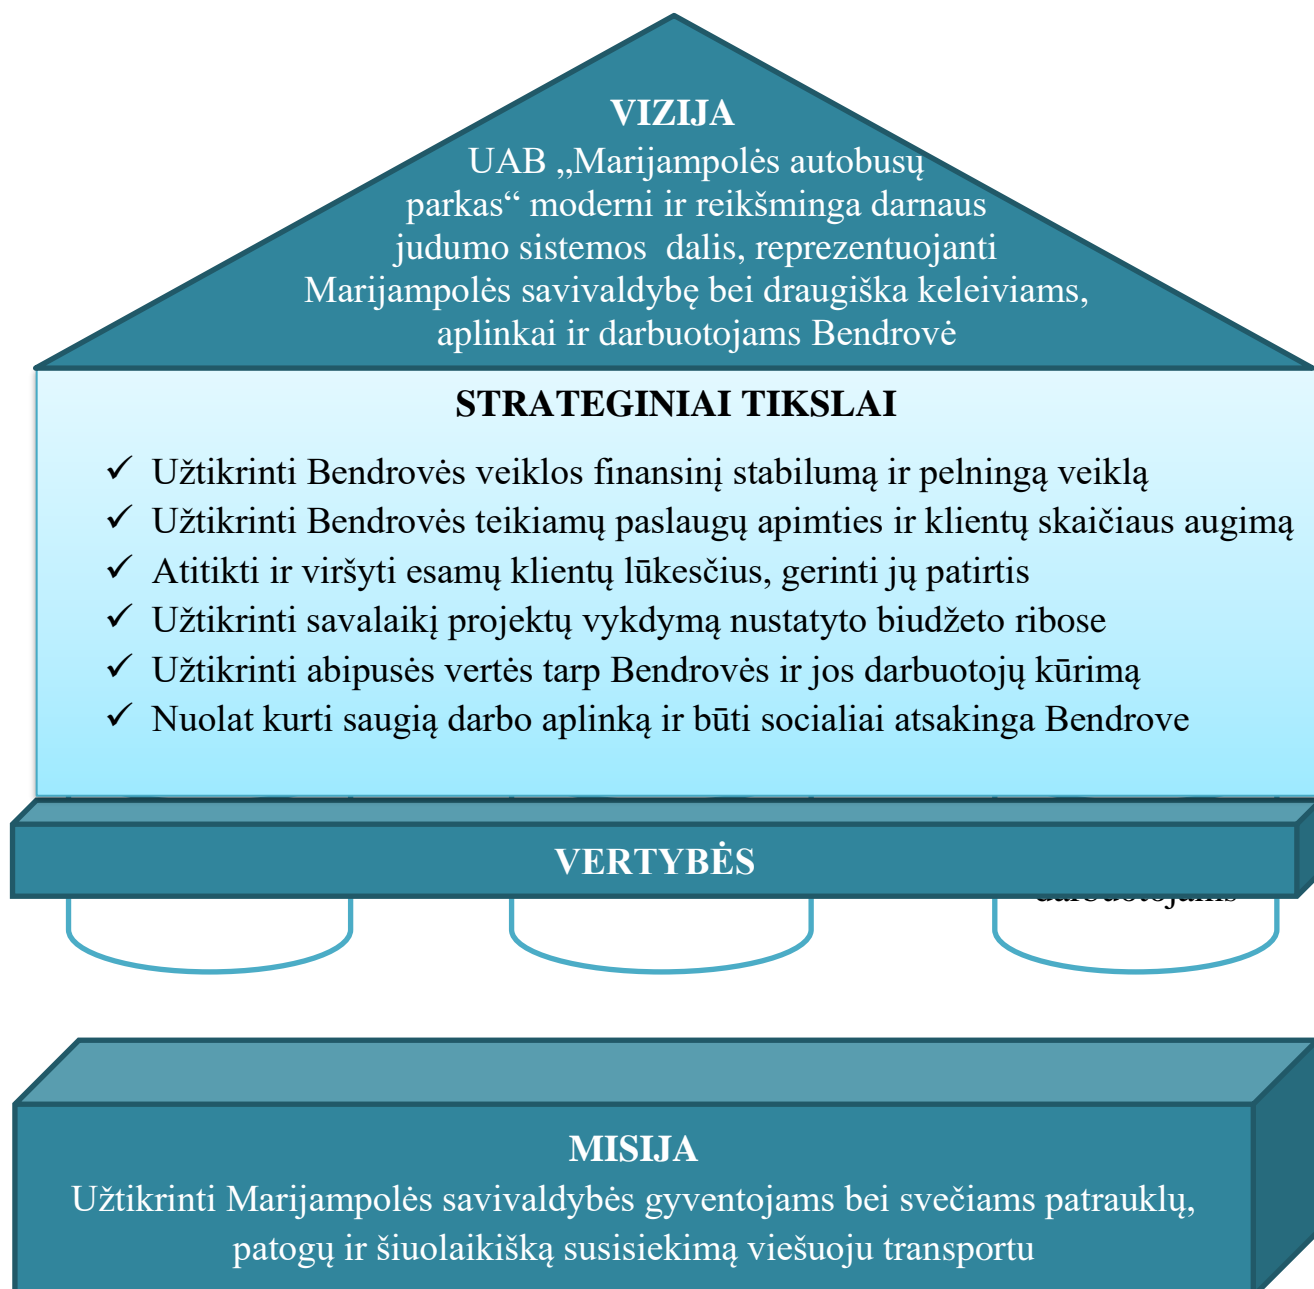 VIZIJA
UAB „Marijampolės autobusų
parkas“ moderni ir reikšminga darnaus
judumo sistemos  dalis, reprezentuojanti
Marijampolės savivaldybę bei draugiška keleiviams,
aplinkai ir darbuotojams Bendrovė
STRATEGINIAI TIKSLAI
✓ Užtikrinti Bendrovės veiklos finansinį stabilumą ir pelningą veiklą
✓ Užtikrinti Bendrovės teikiamų paslaugų apimties ir klientų skaičiaus augimą
✓ Atitikti ir viršyti esamų klientų lūkesčius, gerinti jų patirtis
✓ Užtikrinti savalaikį projektų vykdymą nustatyto biudžeto ribose
✓ Užtikrinti abipusės vertės tarp Bendrovės ir jos darbuotojų kūrimą
✓ Nuolat kurti saugią darbo aplinką ir būti socialiai atsakinga Bendrove
VERTYBĖS
darbuotojams
MISIJA
Užtikrinti Marijampolės savivaldybės gyventojams bei svečiams patrauklų,
patogų ir šiuolaikišką susisiekimą viešuoju transportu